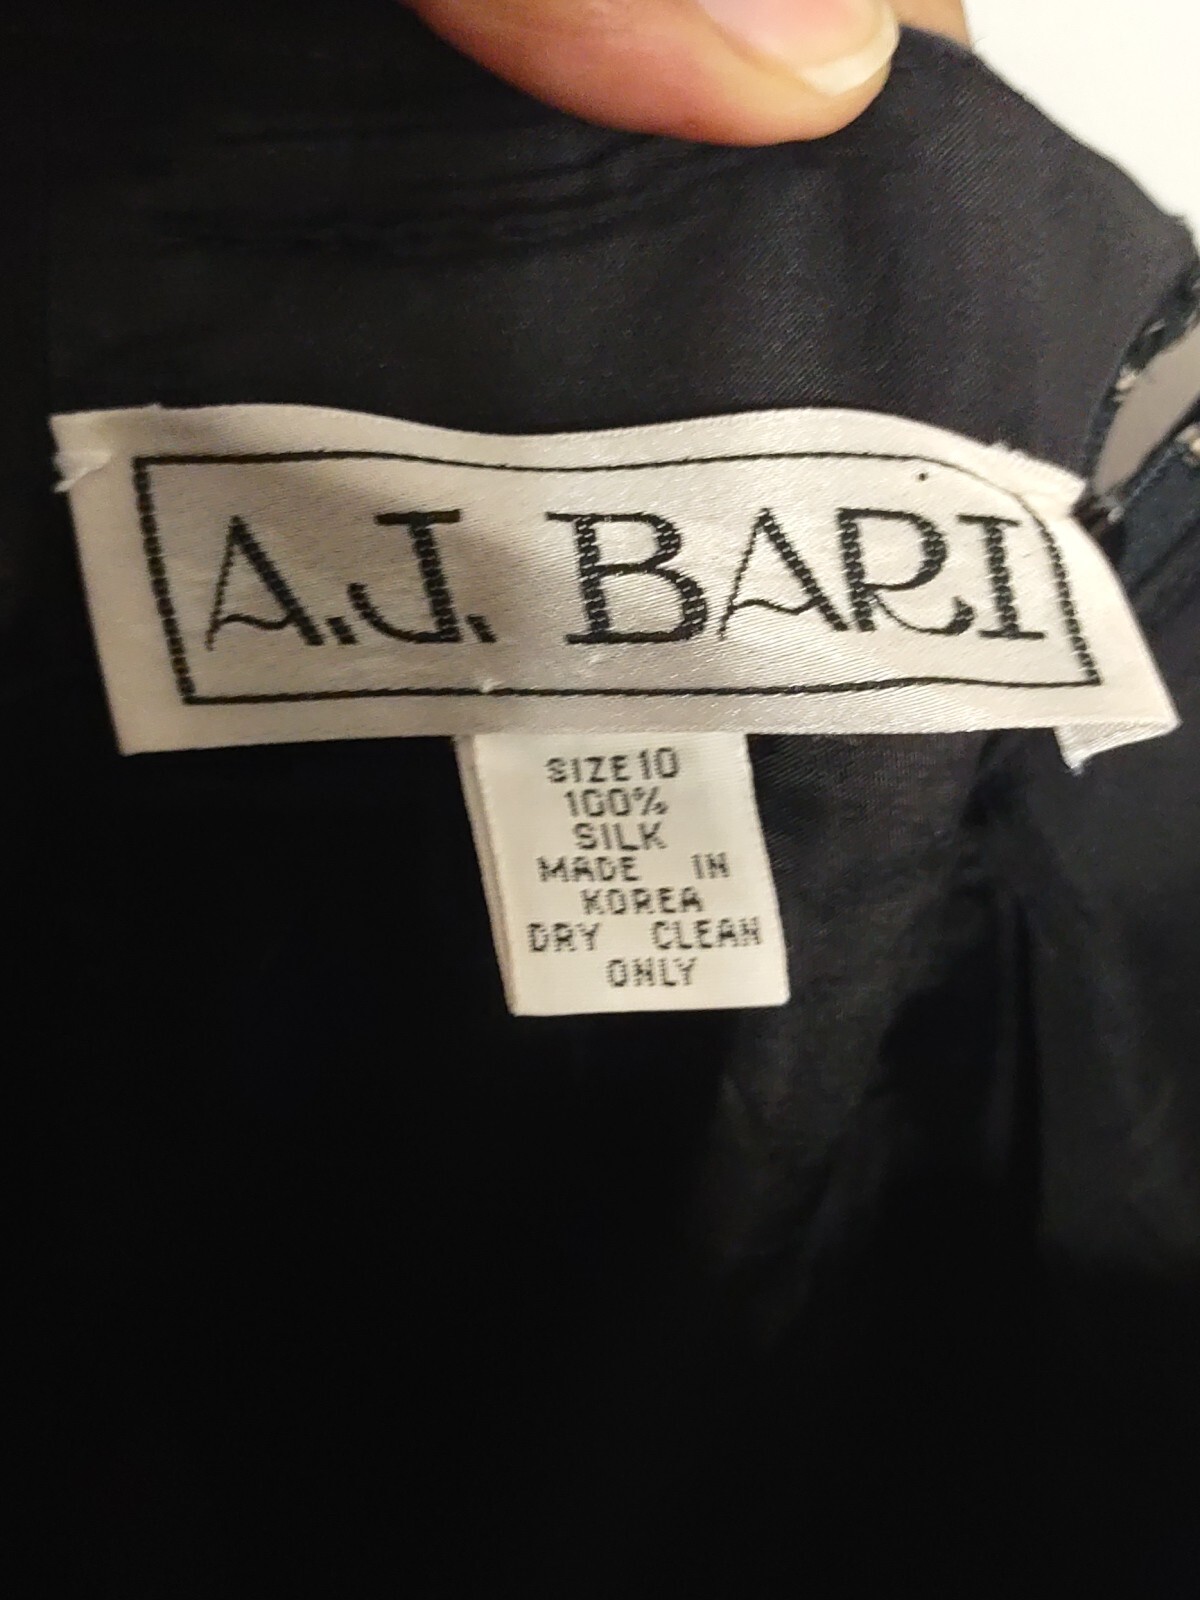 A.J. BARI
SIZE 10
100%
SILK
MADE IN
KOREA
DRY CLEAN
ONLY